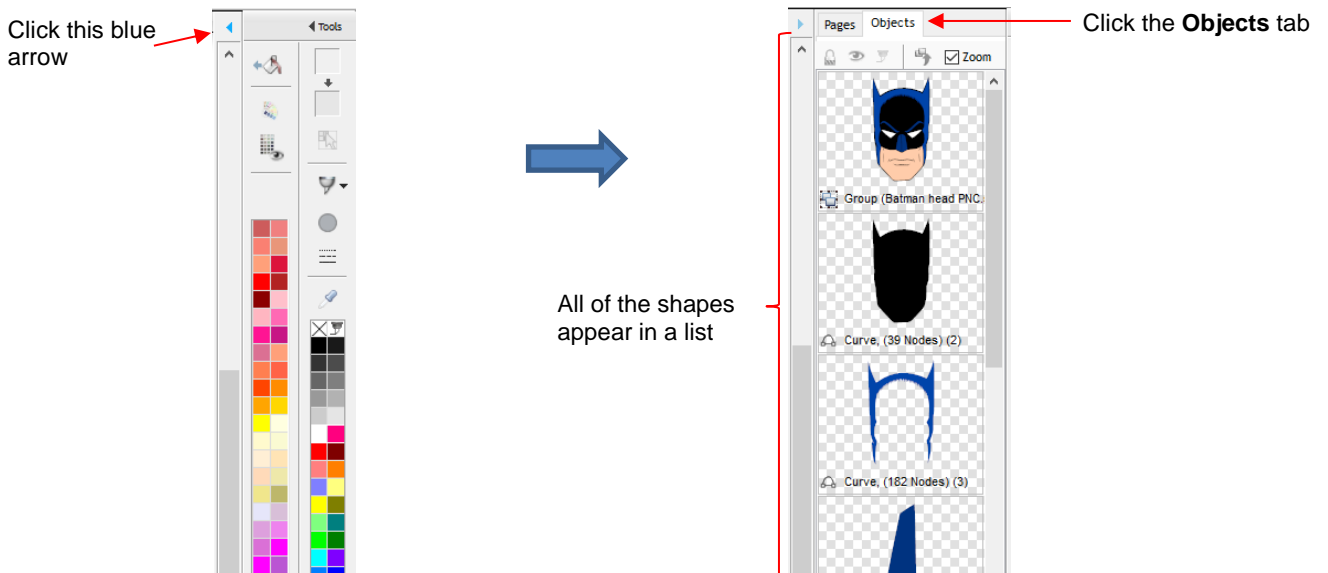 Click this blue
arrow
Tools
Pages Objects
Click the Objects tab
Zoom
Group (Batman head PNC.
All of the shapes
appear in a list
Curve, (39 Nodes) (2)
Curve, (182 Nodes) (3)